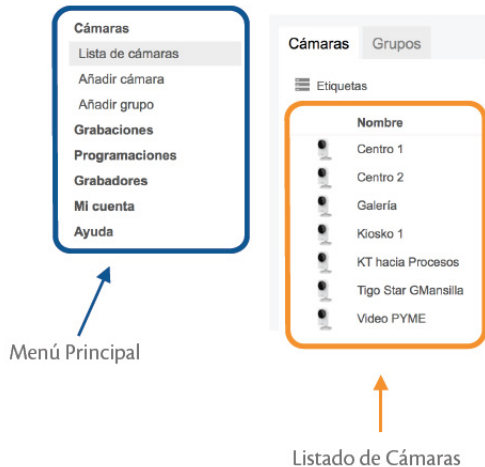 Cámaras
Lista de cámaras
Añadir cámara
Añadir grupo
Grabaciones
Programaciones
Grabadores
Mi cuenta
Ayuda
Menú Principal
Cámaras Grupos
Etiquetas
Nombre
Centro 1
Centro 2
Galería
Kiosko 1
KT hacia Procesos
Tigo Star GMansilla
Video PYME
Listado de Cámaras